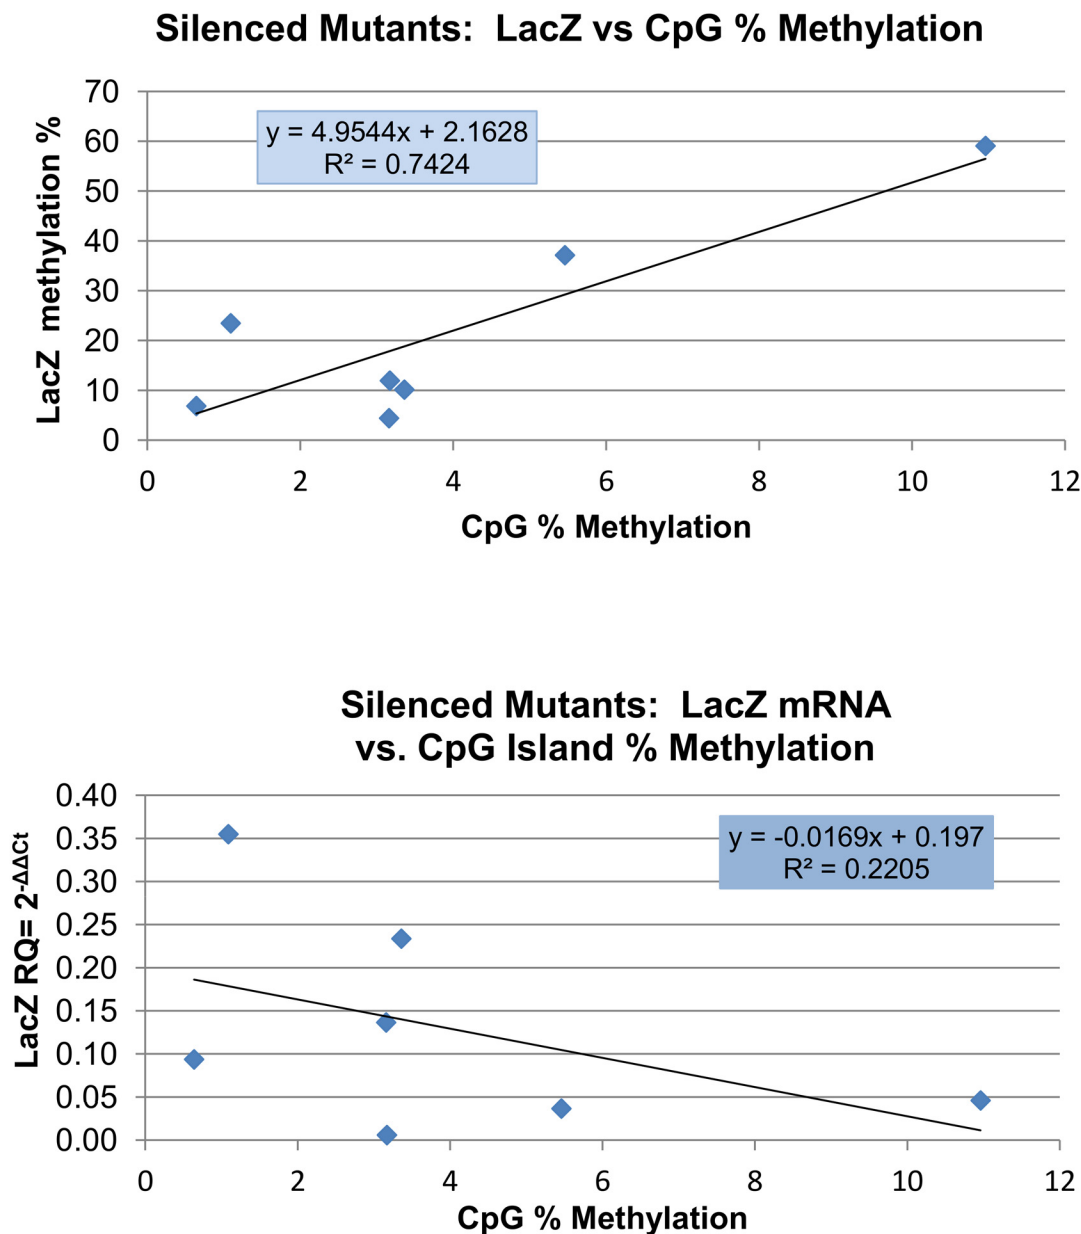 Silenced Mutants:  LacZ vs CpG % Methylation
70
60
50
40
30
20
10
0
LacZ  methylation %
y = 4.9544x + 2.1628
R² = 0.7424
0 2 4 6 8 10 12
CpG % Methylation
Silenced Mutants:  LacZ mRNA
vs. CpG Island % Methylation
0.40
0.35
0.30
0.25
0.20
0.15
0.10
0.05
0.00
LacZ RQ= 2-ΔΔCt
y = -0.0169x + 0.197
R² = 0.2205
0 2 4 6 8 10 12
CpG % Methylation